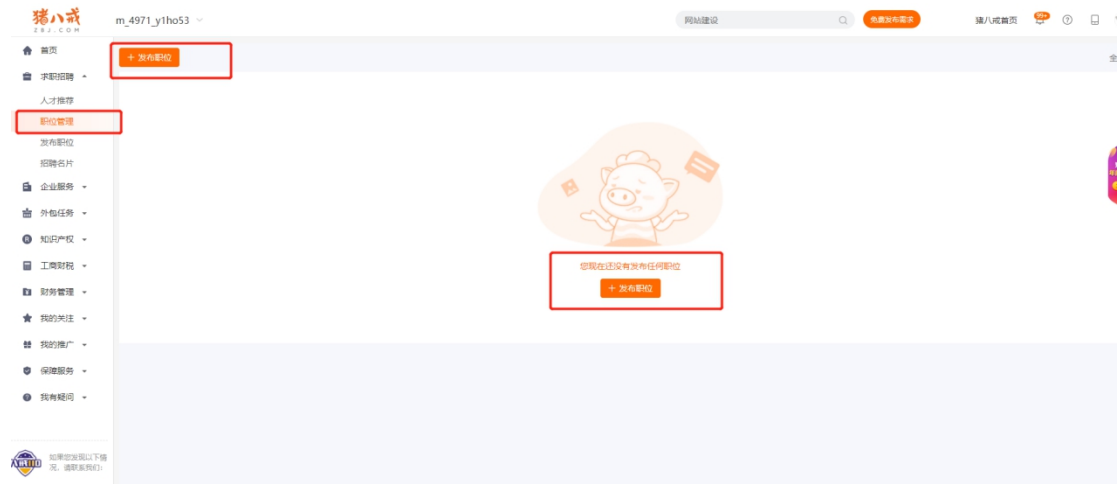 猪八戒
ZBJ.COM
m_4971_y1ho53
网站建设
免费发布需求
猪八戒首页
99+
首页
+ 发布职位
全
求职招聘
人才推荐
职位管理
发布职位
招聘名片
企业服务
外包任务
知识产权
工商财税
财务管理
我的关注
我的推广
保障服务
我有疑问
您现在还没有发布任何职位
+ 发布职位
如果您发现以下情
况，请联系我们：